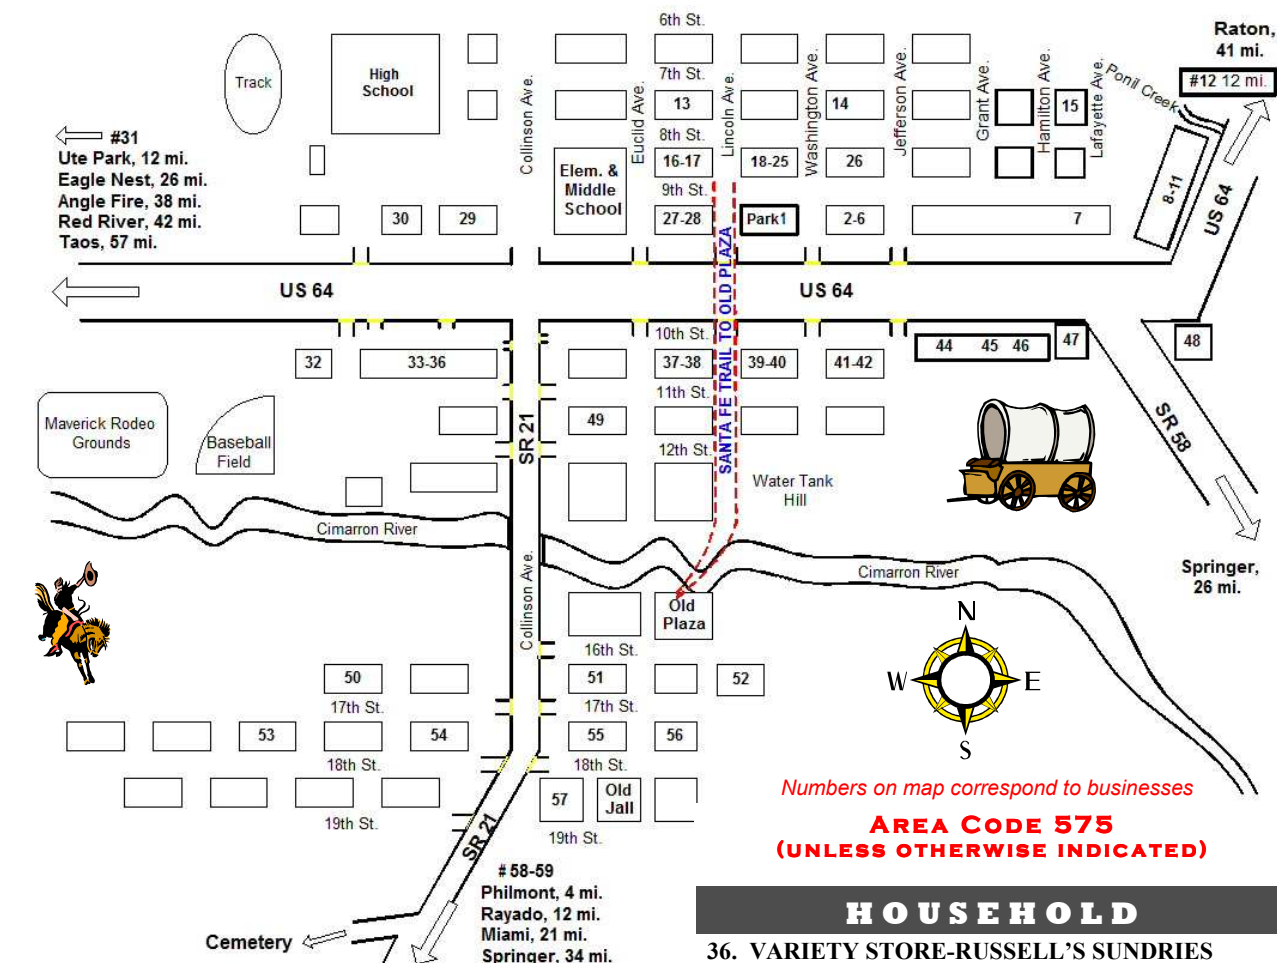 6th St.
Raton,
41 mi.
#12 12 mi.
Track
High
School
7th St.
13
14
15
Collinson Ave.
Euclid Ave.
Lincoln Ave.
Washington Ave.
Jefferson Ave.
Grant Ave.
Hamilton Ave.
Lafayette Ave.
Ponil Creek
#31
Ute Park, 12 mi.
Eagle Nest, 26 mi.
Angle Fire, 38 mi.
Red River, 42 mi.
Taos, 57 mi.
8th St.
16-17
18-25
26
Elem. &
Middle
School
9th St.
8-11
US 64
30
29
27-28
Park1
2-6
7
US 64
US 64
SANTA FE TRAIL TO OLD PLAZA
10th St.
32
33-36
37-38
39-40
41-42
44 45 46
47
48
11th St.
Maverick Rodeo
Grounds
Baseball
Field
SR 21
49
SR 58
12th St.
Water Tank
Hill
Cimarron River
Cimarron River
Springer,
26 mi.
Collinson Ave.
Old
Plaza
N
W
E
S
16th St.
50
51
52
17th St.
17th St.
53
54
55
56
18th St.
18th St.
57
Old
Jall
19th St.
19th St.
SR 21
Numbers on map correspond to businesses
AREA CODE 575
(UNLESS OTHERWISE INDICATED)
# 58-59
Philmont, 4 mi.
Rayado, 12 mi.
Miami, 21 mi.
Springer, 34 mi.
Cemetery
HOUSEHOLD
36. VARIETY STORE-RUSSELL'S SUNDRIES